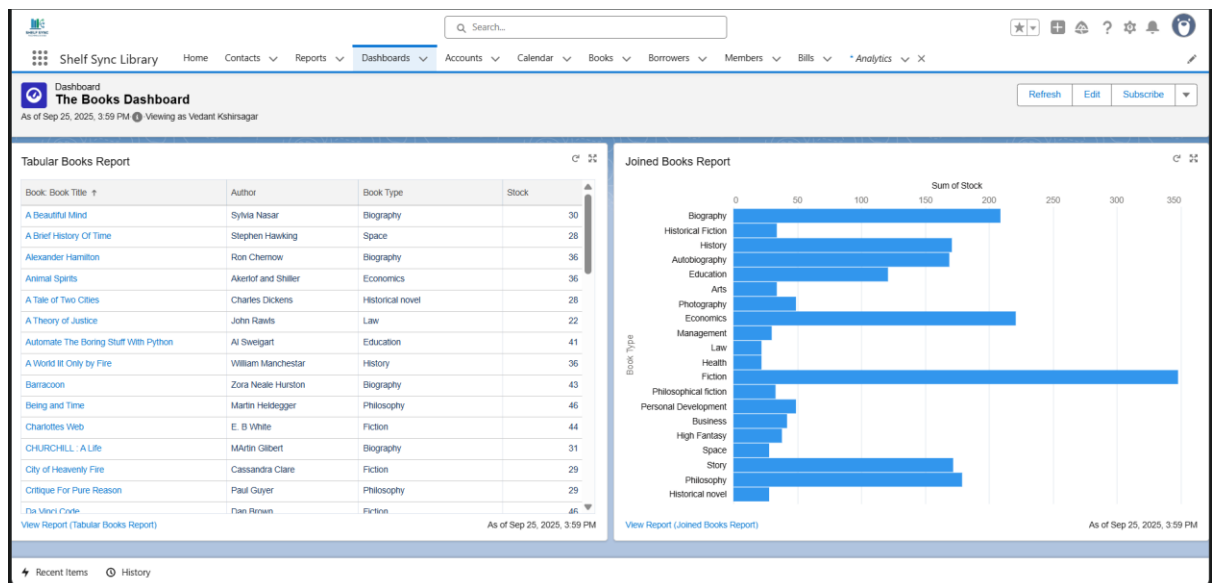 SHELF SYNC
Search...
Shelf Sync Library Home Contacts Reports Dashboards Accounts Calendar Books Borrowers Members Bills * Analytics
Dashboard
The Books Dashboard
As of Sep 25, 2025, 3:59 PM Viewing as Vedant Kshirsagar
Refresh Edit Subscribe
Tabular Books Report
Book: Book Title ↑ Author Book Type Stock
A Beautiful Mind Sylvia Nasar Biography 30
A Brief History Of Time Stephen Hawking Space 28
Alexander Hamilton Ron Chernow Biography 36
Animal Spirits Akerlof and Shiller Economics 36
A Tale of Two Cities Charles Dickens Historical novel 28
A Theory of Justice John Rawls Law 22
Automate The Boring Stuff With Python Al Sweigart Education 41
A World lit Only by Fire William Manchestar History 36
Barracoon Zora Neale Hurston Biography 43
Being and Time Martin Heldegger Philosophy 46
Charlottes Web E. B White Fiction 44
CHURCHILL : A Life MArtin Glibert Biography 31
City of Heavenly Fire Cassandra Clare Fiction 29
Critique For Pure Reason Paul Guyer Philosophy 29
Da Vinci Code Dan Brown Fiction 46
View Report (Tabular Books Report) As of Sep 25, 2025, 3:59 PM
Joined Books Report
Sum of Stock
0 50 100 150 200 250 300 350
Book Type
Biography
Historical Fiction
History
Autobiography
Education
Arts
Photography
Economics
Management
Law
Health
Fiction
Philosophical fiction
Personal Development
Business
High Fantasy
Space
Story
Philosophy
Historical novel
View Report (Joined Books Report) As of Sep 25, 2025, 3:59 PM
Recent Items History